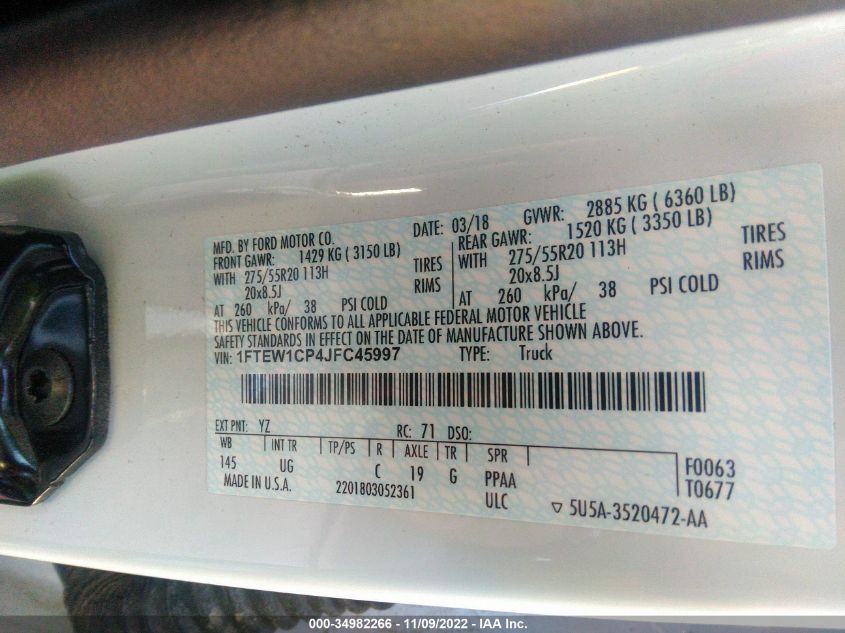 MFD. BY FORD MOTOR CO. DATE: 03/18 GVWR: 2885 KG ( 6360 LB)
FRONT GAWR: 1429 KG ( 3150 LB) REAR GAWR: 1520 KG ( 3350 LB)
WITH 275/55R20 113H TIRES WITH 275/55R20 113H TIRES
20x8.5J RIMS 20x8.5J RIMS
AT 260 kPa/ 38 PSI COLD AT 260 kPa/ 38 PSI COLD
THIS VEHICLE CONFORMS TO ALL APPLICABLE FEDERAL MOTOR VEHICLE
SAFETY STANDARDS IN EFFECT ON THE DATE OF MANUFACTURE SHOWN ABOVE.
VIN: 1FTEW1CP4JFC45997 TYPE: Truck
EXT PNT: YZ RC: 71 DSO:
WB INT TR TP/PS R AXLE TR SPR
145 UG C 19 G PPAA F0063
MADE IN U.S.A. 2201803052361 ULC T0677
▽ 5U5A-3520472-AA
000-34982266 - 11/09/2022 - IAA Inc.